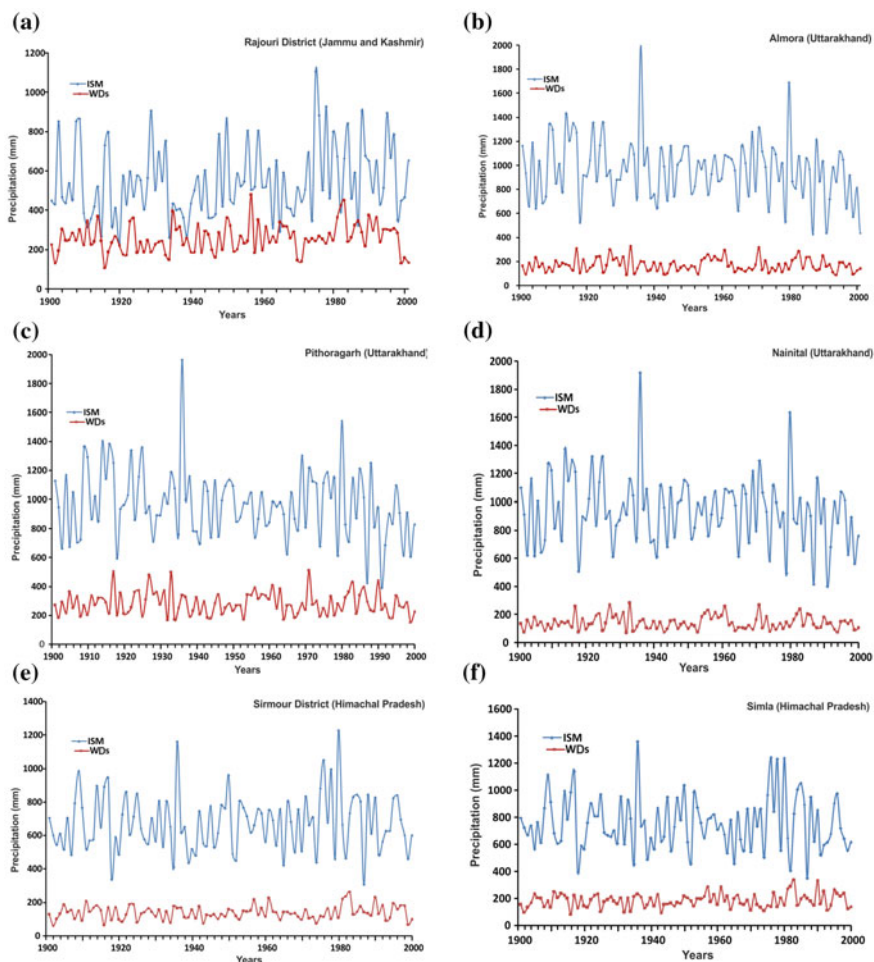 (a)
Rajouri District (Jammu and Kashmir)
1200
1000
800
600
400
200
0
Precipitation (mm)
ISM
WDs
1900 1920 1940 1960 1980 2000
Years
(b)
Almora (Uttarakhand)
2000
1800
1600
1400
1200
1000
800
600
400
200
0
Precipitation (mm)
ISM
WDs
1900 1920 1940 1960 1980 2000
Years
(c)
Pithoragarh (Uttarakhand)
2000
1800
1600
1400
1200
1000
800
600
400
200
0
Precipitation (mm)
ISM
WDs
1900 1910 1920 1930 1940 1950 1960 1970 1980 1990 2000
Years
(d)
Nainital (Uttarakhand)
2000
1800
1600
1400
1200
1000
800
600
400
200
0
Precipitation (mm)
ISM
WDs
1900 1920 1940 1960 1980 2000
Years
(e)
Sirmour District (Himachal Pradesh)
1400
1200
1000
800
600
400
200
0
Precipitation (mm)
ISM
WDs
1900 1920 1940 1960 1980 2000
Years
(f)
Simla (Himachal Pradesh)
1600
1400
1200
1000
800
600
400
200
0
Precipitation (mm)
ISM
WDs
1900 1920 1940 1960 1980 2000
Years